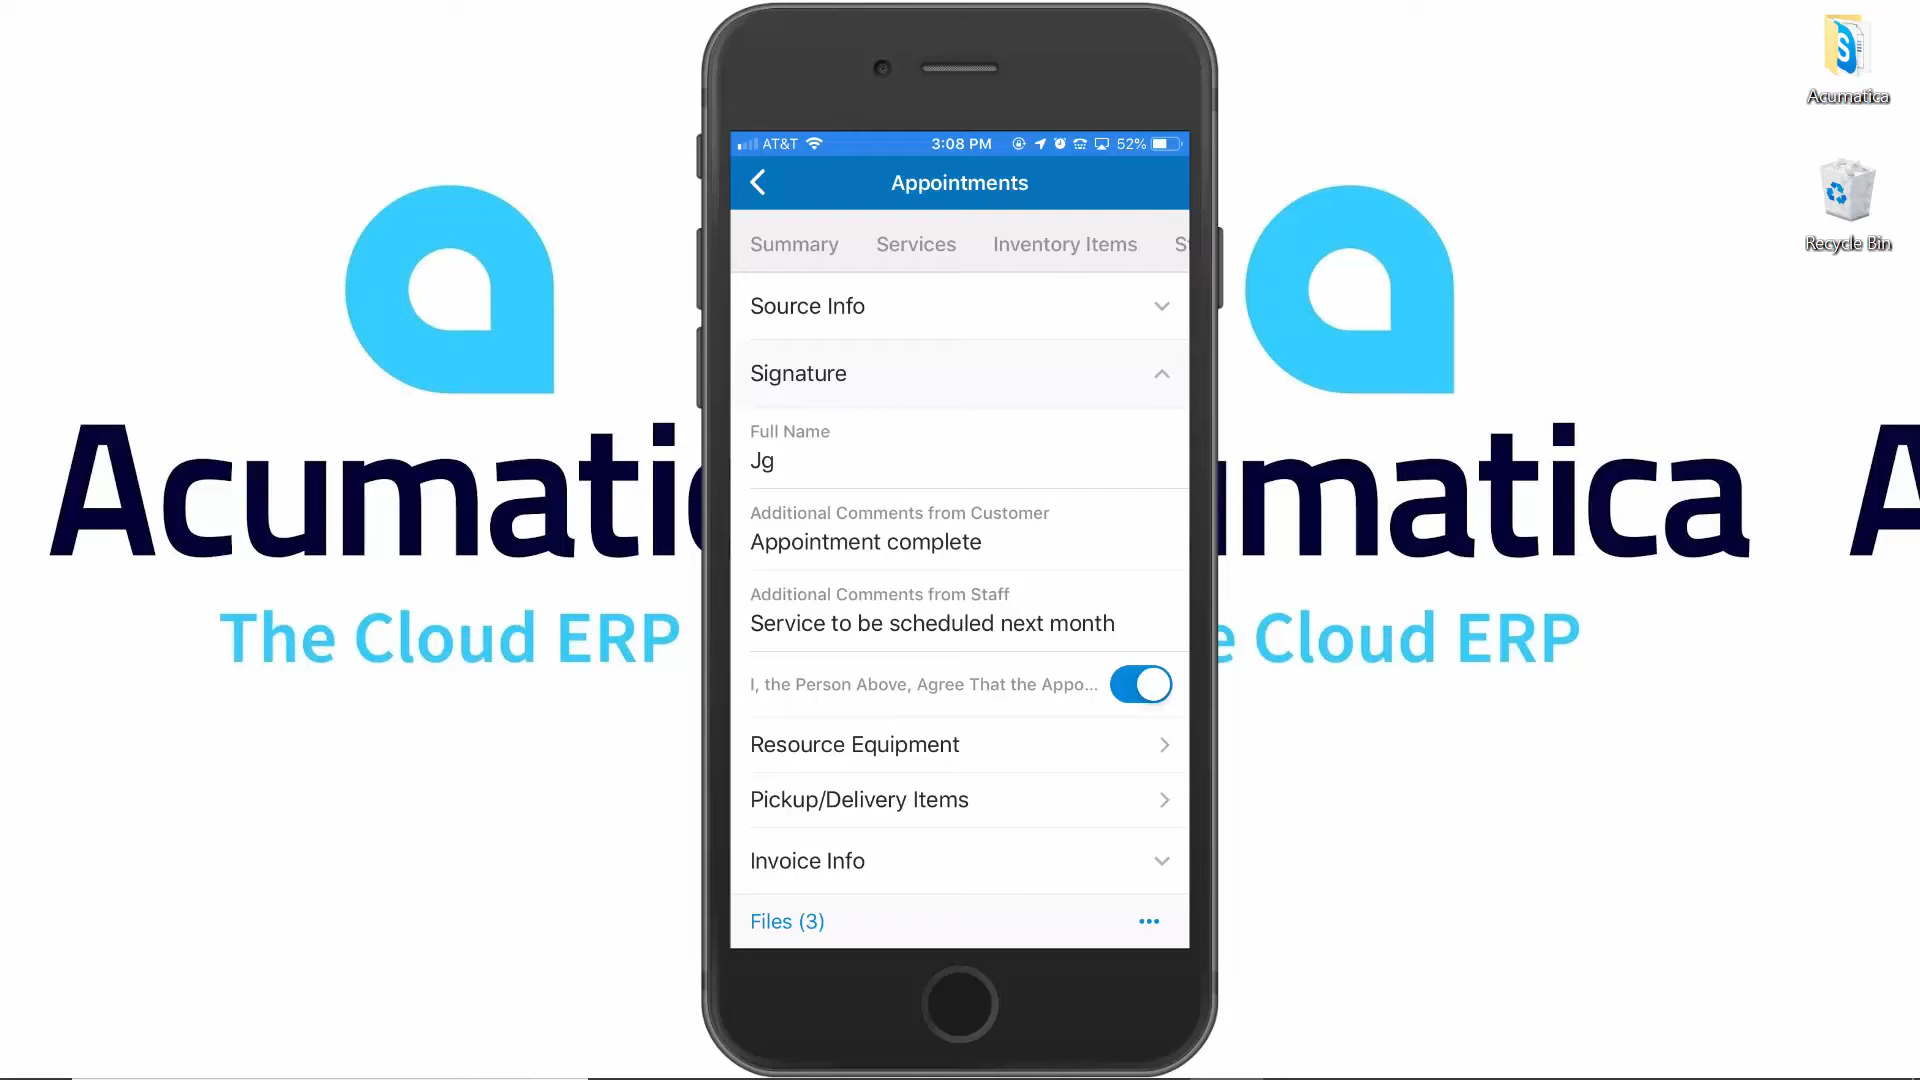 AT&T 3:08 PM 52%
Appointments
Summary Services Inventory Items S
Source Info
Signature
Full Name
Jg
Additional Comments from Customer
Appointment complete
Additional Comments from Staff
Service to be scheduled next month
I, the Person Above, Agree That the Appo...
Resource Equipment
Pickup/Delivery Items
Invoice Info
Files (3)
Acumatic
The Cloud ERP
umatica
e Cloud ERP
A
Acumatica
Recycle Bin